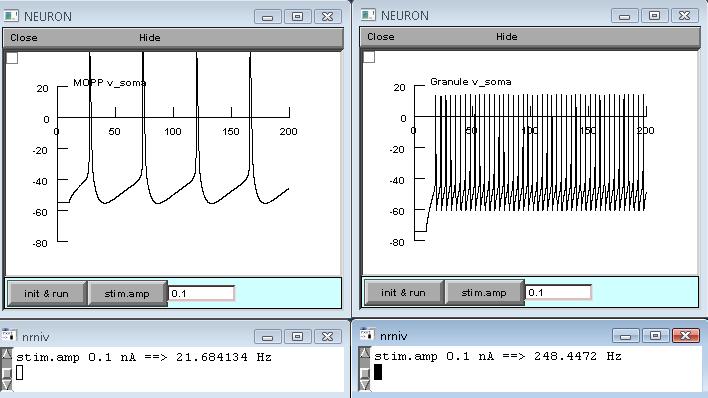 NEURON
Close Hide
MOPP v_soma
20
0
0 50 100 150 200
-20
-40
-60
-80
init & run stim.amp 0.1
nrniv
stim.amp 0.1 nA ==> 21.684134 Hz
NEURON
Close Hide
Granule v_soma
20
0
0 50 100 150 200
-20
-40
-60
-80
init & run stim.amp 0.1
nrniv
stim.amp 0.1 nA ==> 248.4472 Hz